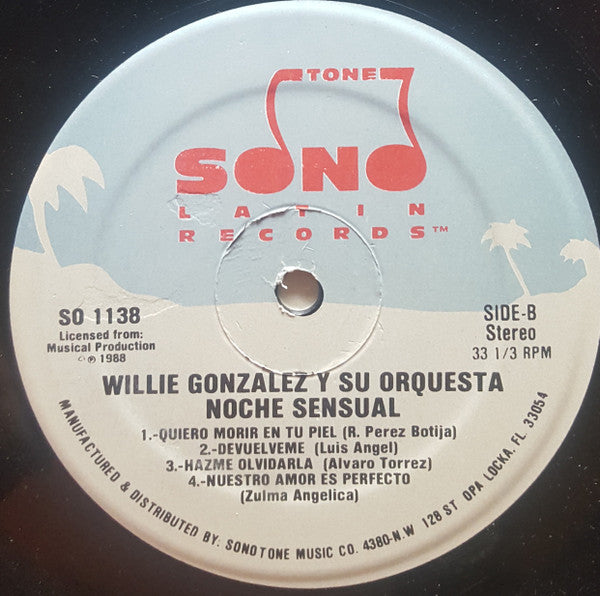 TONE
SONO
LATIN
RECORDS™
SO 1138
Licensed from:
Musical Production
© ℗ 1988
SIDE-B
Stereo
33 1/3 RPM
WILLIE GONZALEZ Y SU ORQUESTA
NOCHE SENSUAL
1.-QUIERO MORIR EN TU PIEL (R. Perez Botija)
2.-DEVUELVEME (Luis Angel)
3.-HAZME OLVIDARLA (Alvaro Torrez)
4.-NUESTRO AMOR ES PERFECTO
(Zulma Angelica)
MANUFACTURED & DISTRIBUTED BY: SONOTONE MUSIC CO. 4380-N.W 128 ST OPA LOCKA, FL. 33054